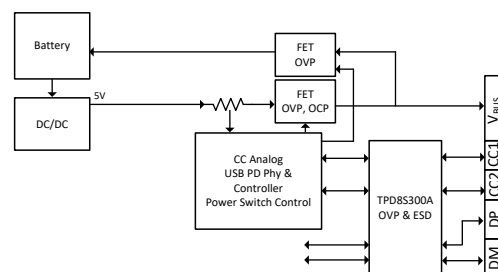 Battery
FET
OVP
5V
FET
OVP, OCP
DC/DC
VBUS
CC Analog
USB PD Phy &
Controller
Power Switch Control
TPD8S300A
OVP & ESD
CC1
CC2
DP
DM